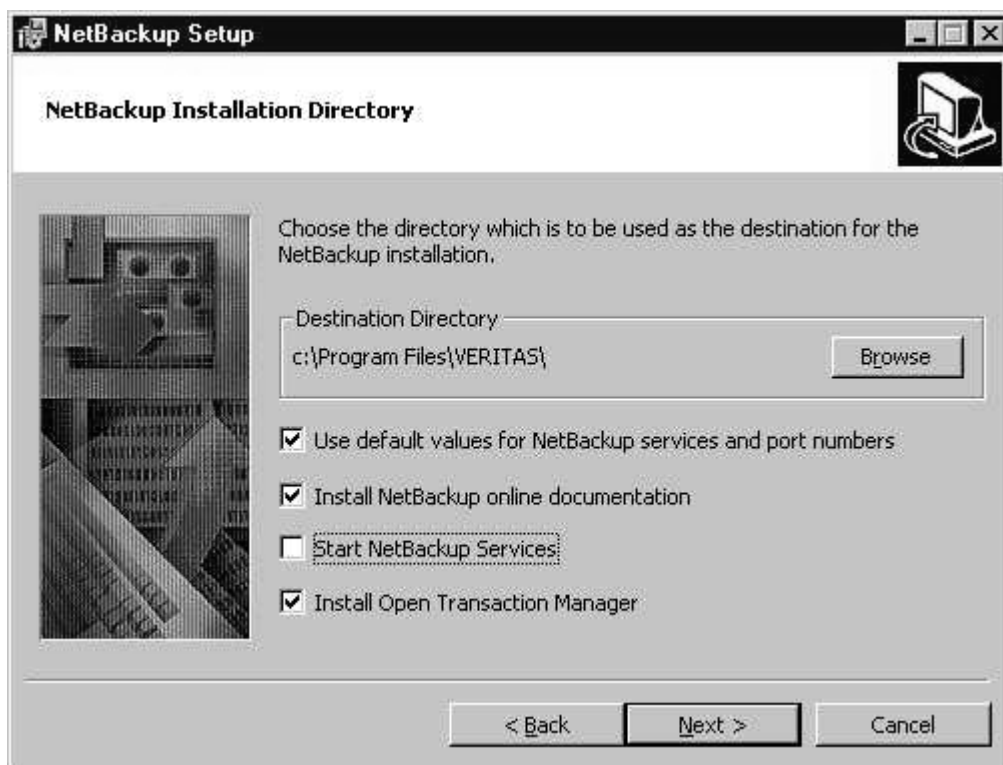 NetBackup Setup
NetBackup Installation Directory
Choose the directory which is to be used as the destination for the
NetBackup installation.
Destination Directory
c:\Program Files\VERITAS\
Browse
Use default values for NetBackup services and port numbers
Install NetBackup online documentation
Start NetBackup Services
Install Open Transaction Manager
< Back
Next >
Cancel